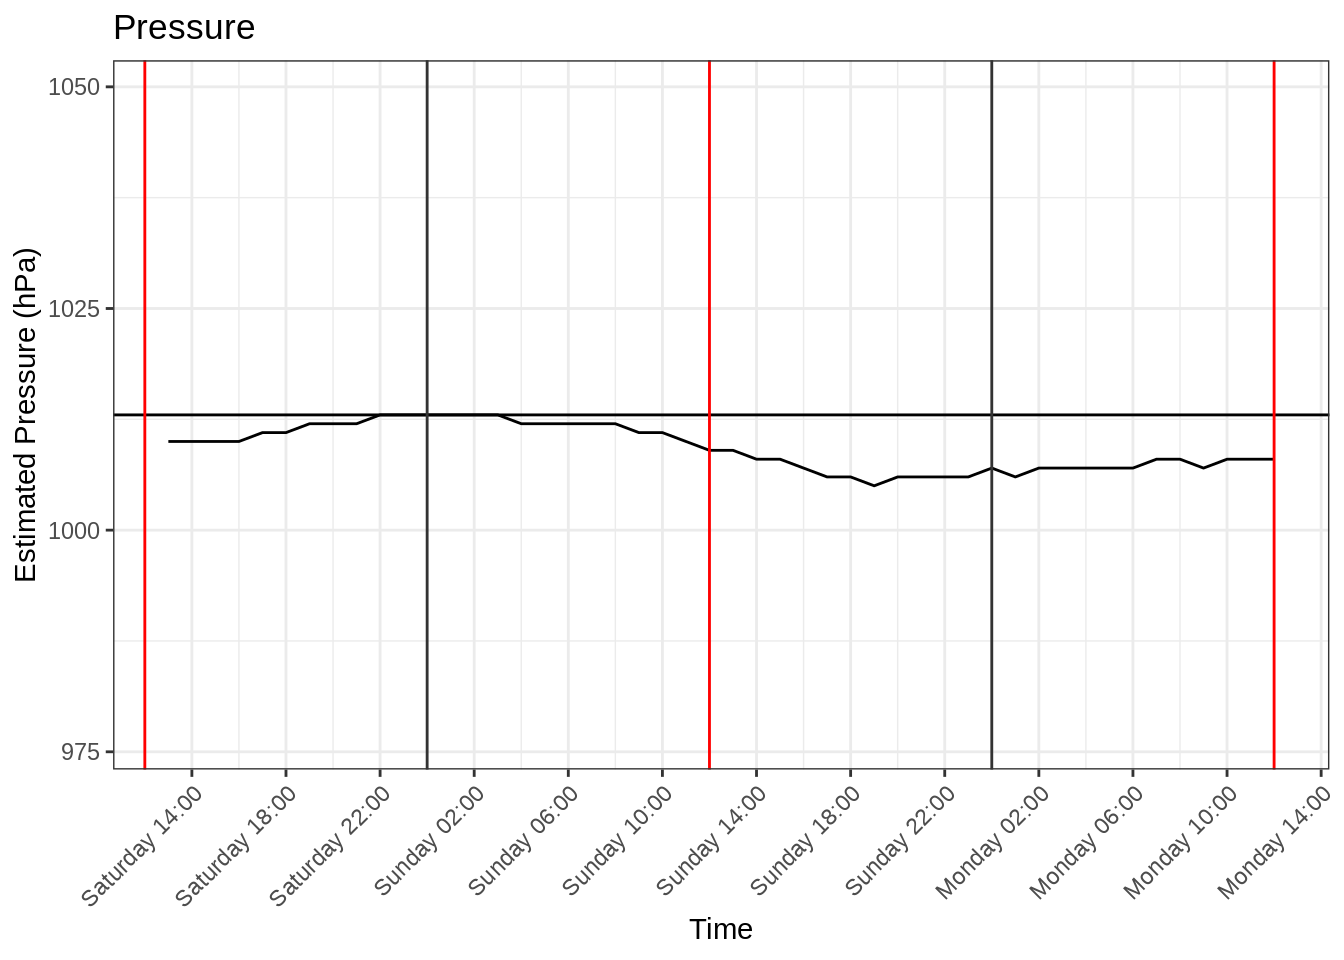 Pressure
Estimated Pressure (hPa)
1050
1025
1000
975
Saturday 14:00
Saturday 18:00
Saturday 22:00
Sunday 02:00
Sunday 06:00
Sunday 10:00
Sunday 14:00
Sunday 18:00
Sunday 22:00
Monday 02:00
Monday 06:00
Monday 10:00
Monday 14:00
Time